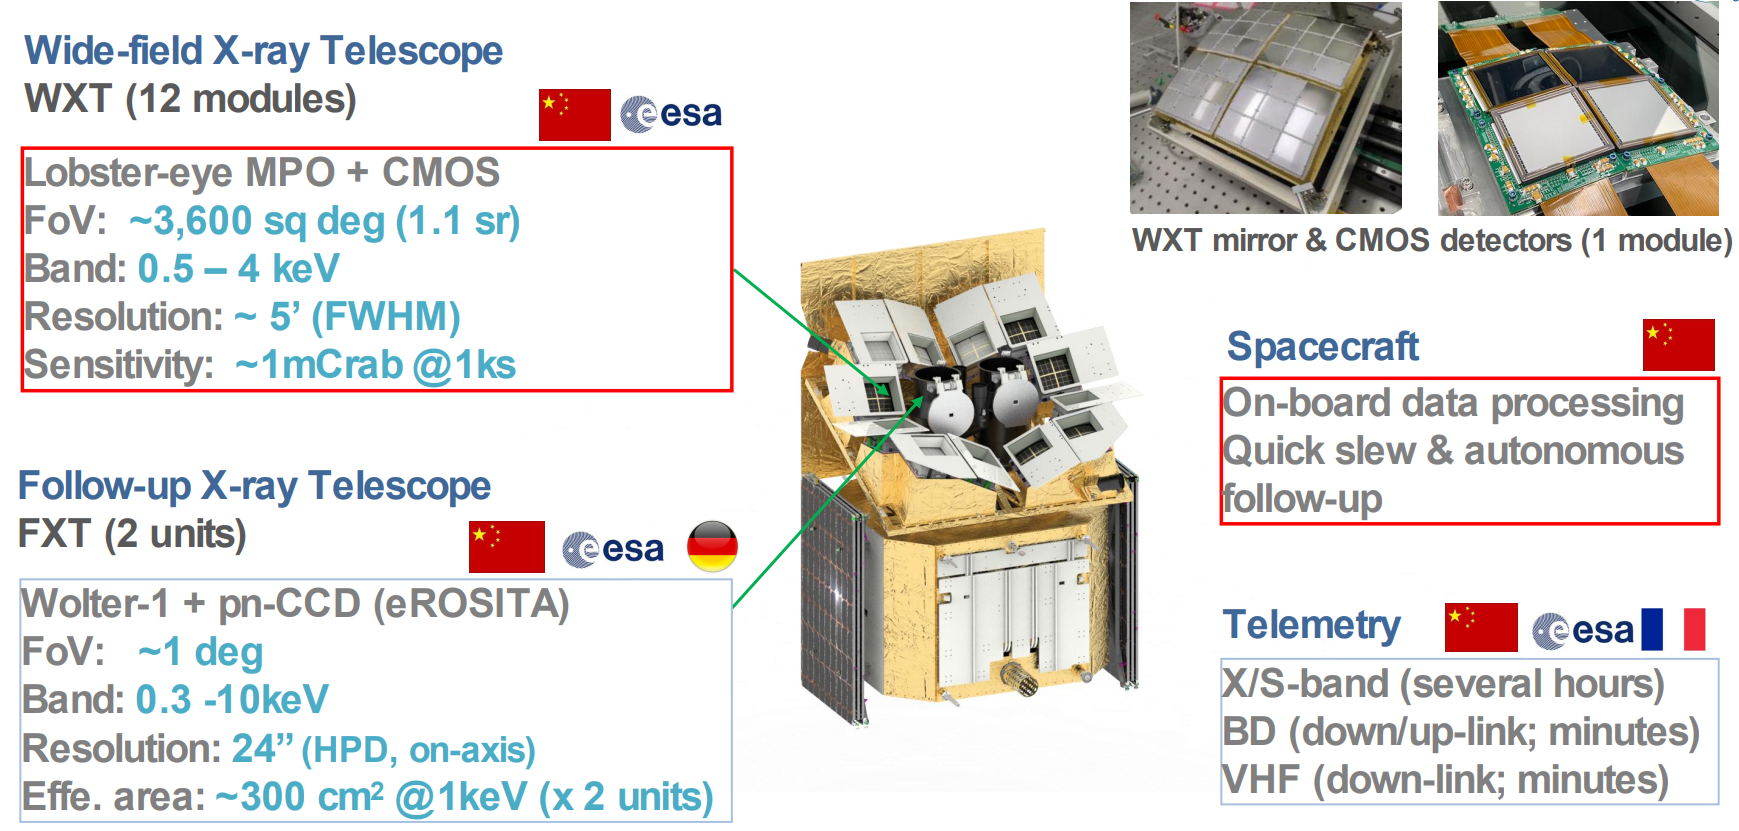 Wide-field X-ray Telescope
WXT (12 modules)
esa
Lobster-eye MPO + CMOS
FoV: ~3,600 sq deg (1.1 sr)
Band: 0.5 – 4 keV
Resolution: ~ 5’ (FWHM)
Sensitivity: ~1mCrab @1ks
Follow-up X-ray Telescope
FXT (2 units)
esa
Wolter-1 + pn-CCD (eROSITA)
FoV: ~1 deg
Band: 0.3 -10keV
Resolution: 24” (HPD, on-axis)
Effe. area: ~300 cm² @1keV (x 2 units)
WXT mirror & CMOS detectors (1 module)
Spacecraft
On-board data processing
Quick slew & autonomous
follow-up
Telemetry
esa
X/S-band (several hours)
BD (down/up-link; minutes)
VHF (down-link; minutes)